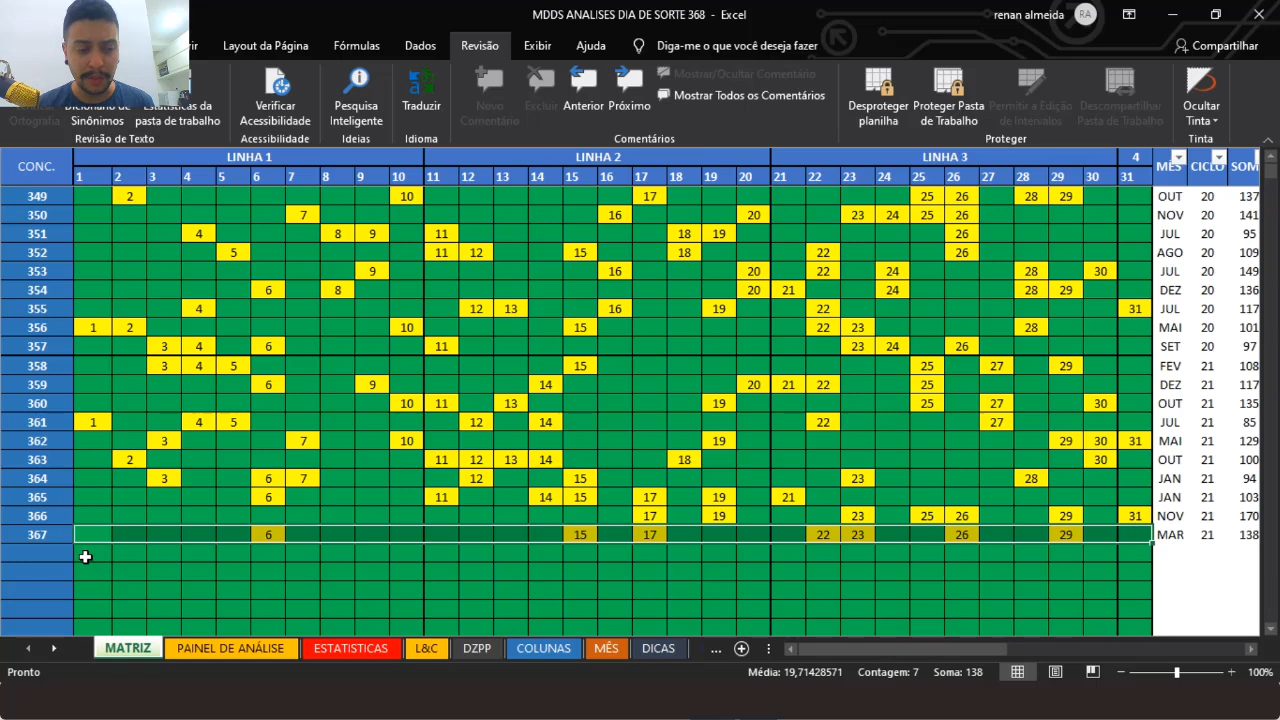 MDDS ANALISES DIA DE SORTE 368 - Excel
renan almeida
RA
Layout da Página
Fórmulas
Dados
Revisão
Exibir
Ajuda
Diga-me o que você deseja fazer
Compartilhar
Ortografia
Dicionário de Sinônimos
Estatísticas da pasta de trabalho
Verificar Acessibilidade
Pesquisa Inteligente
Traduzir
Novo Comentário
Excluir
Anterior
Próximo
Mostrar/Ocultar Comentário
Mostrar Todos os Comentários
Desproteger planilha
Proteger Pasta de Trabalho
Permitir a Edição de Intervalos
Descompartilhar Pasta de Trabalho
Ocultar Tinta
Revisão de Texto
Acessibilidade
Ideias
Idioma
Comentários
Proteger
Tinta
CONC. LINHA 1 LINHA 2 LINHA 3 4 MÊS CICLO SOM
1 2 3 4 5 6 7 8 9 10 11 12 13 14 15 16 17 18 19 20 21 22 23 24 25 26 27 28 29 30 31
349 2 10 17 25 26 28 29 OUT 20 137
350 7 16 20 23 24 25 26 NOV 20 141
351 4 8 9 11 18 19 26 JUL 20 95
352 5 11 12 15 18 22 26 AGO 20 109
353 9 16 20 22 24 28 30 JUL 20 149
354 6 8 20 21 24 28 29 DEZ 20 136
355 4 12 13 16 19 22 31 JUL 20 117
356 1 2 10 15 22 23 28 MAI 20 101
357 3 4 6 11 23 24 26 SET 20 97
358 3 4 5 15 25 27 29 FEV 21 108
359 6 9 14 20 21 22 25 DEZ 21 117
360 10 11 13 19 25 27 30 OUT 21 135
361 1 4 5 12 14 22 27 JUL 21 85
362 3 7 10 19 29 30 31 MAI 21 129
363 2 11 12 13 14 18 30 OUT 21 100
364 3 6 7 12 15 23 28 JAN 21 94
365 6 11 14 15 17 19 21 JAN 21 103
366 17 19 23 25 26 29 31 NOV 21 170
367 6 15 17 22 23 26 29 MAR 21 138
MATRIZ
PAINEL DE ANÁLISE
ESTATISTICAS
L&C
DZPP
COLUNAS
MÊS
DICAS
...
Pronto
Média: 19,71428571
Contagem: 7
Soma: 138
100%